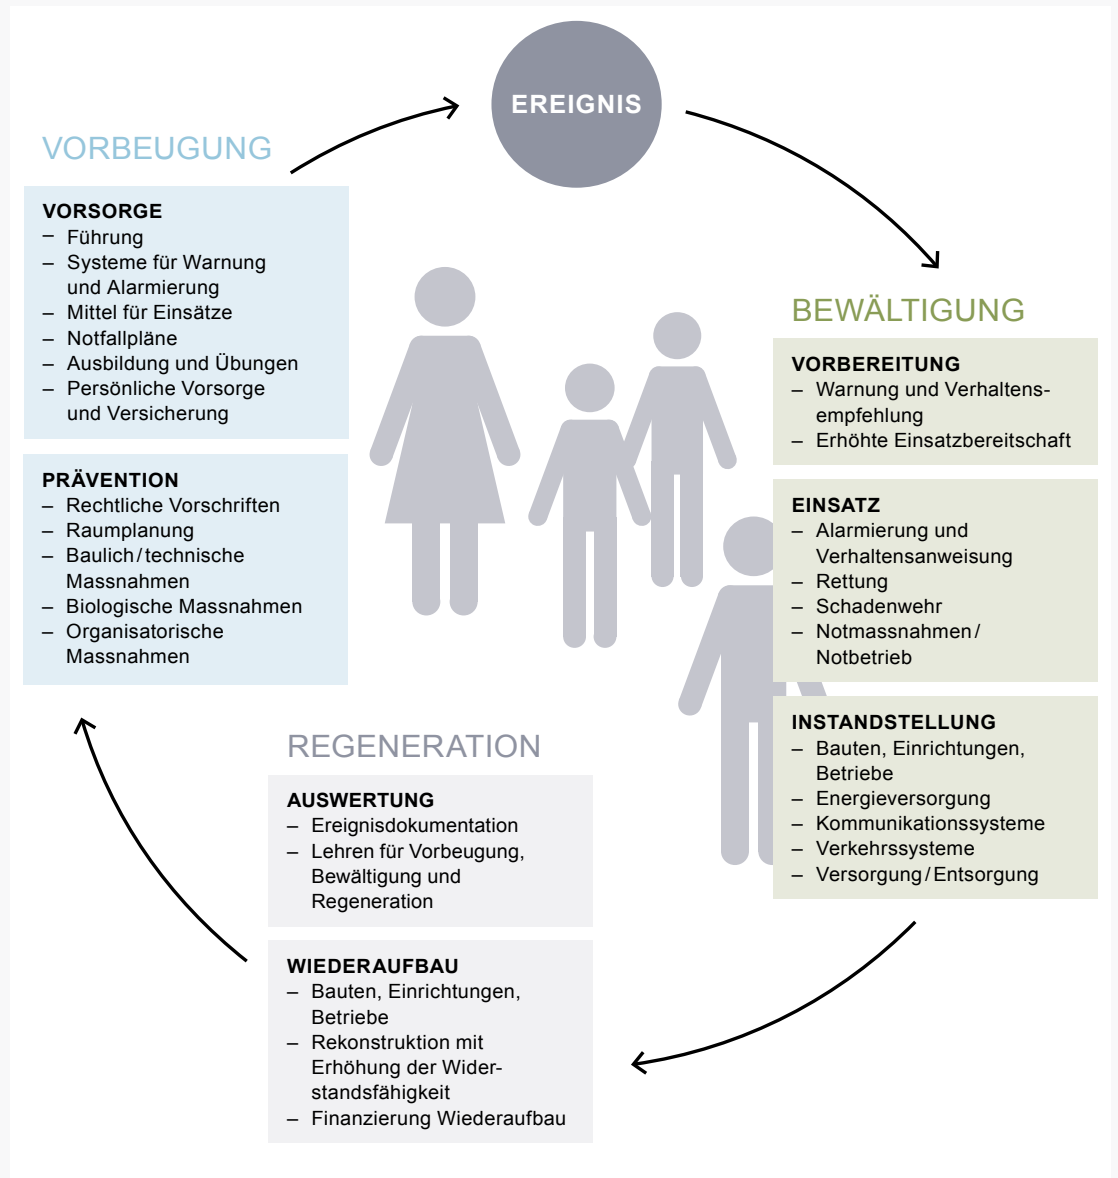 EREIGNIS
VORBEUGUNG
VORSORGE
– Führung
– Systeme für Warnung
und Alarmierung
– Mittel für Einsätze
– Notfallpläne
– Ausbildung und Übungen
– Persönliche Vorsorge
und Versicherung
PRÄVENTION
– Rechtliche Vorschriften
– Raumplanung
– Baulich/technische
Massnahmen
– Biologische Massnahmen
– Organisatorische
Massnahmen
BEWÄLTIGUNG
VORBEREITUNG
– Warnung und Verhaltens-
empfehlung
– Erhöhte Einsatzbereitschaft
EINSATZ
– Alarmierung und
Verhaltensanweisung
– Rettung
– Schadenwehr
– Notmassnahmen/
Notbetrieb
INSTANDSTELLUNG
– Bauten, Einrichtungen,
Betriebe
– Energieversorgung
– Kommunikationssysteme
– Verkehrssysteme
– Versorgung/Entsorgung
REGENERATION
AUSWERTUNG
– Ereignisdokumentation
– Lehren für Vorbeugung,
Bewältigung und
Regeneration
WIEDERAUFBAU
– Bauten, Einrichtungen,
Betriebe
– Rekonstruktion mit
Erhöhung der Wider-
standsfähigkeit
– Finanzierung Wiederaufbau